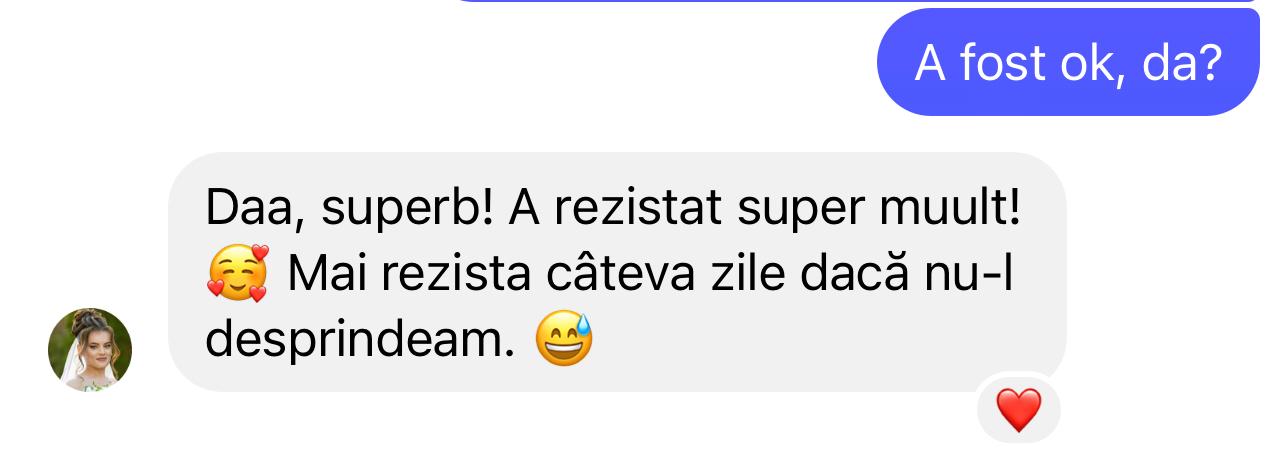 A fost ok, da?
Daa, superb! A rezistat super muult!
🥰 Mai rezista câteva zile dacă nu-l
desprindeam. 😅
❤️